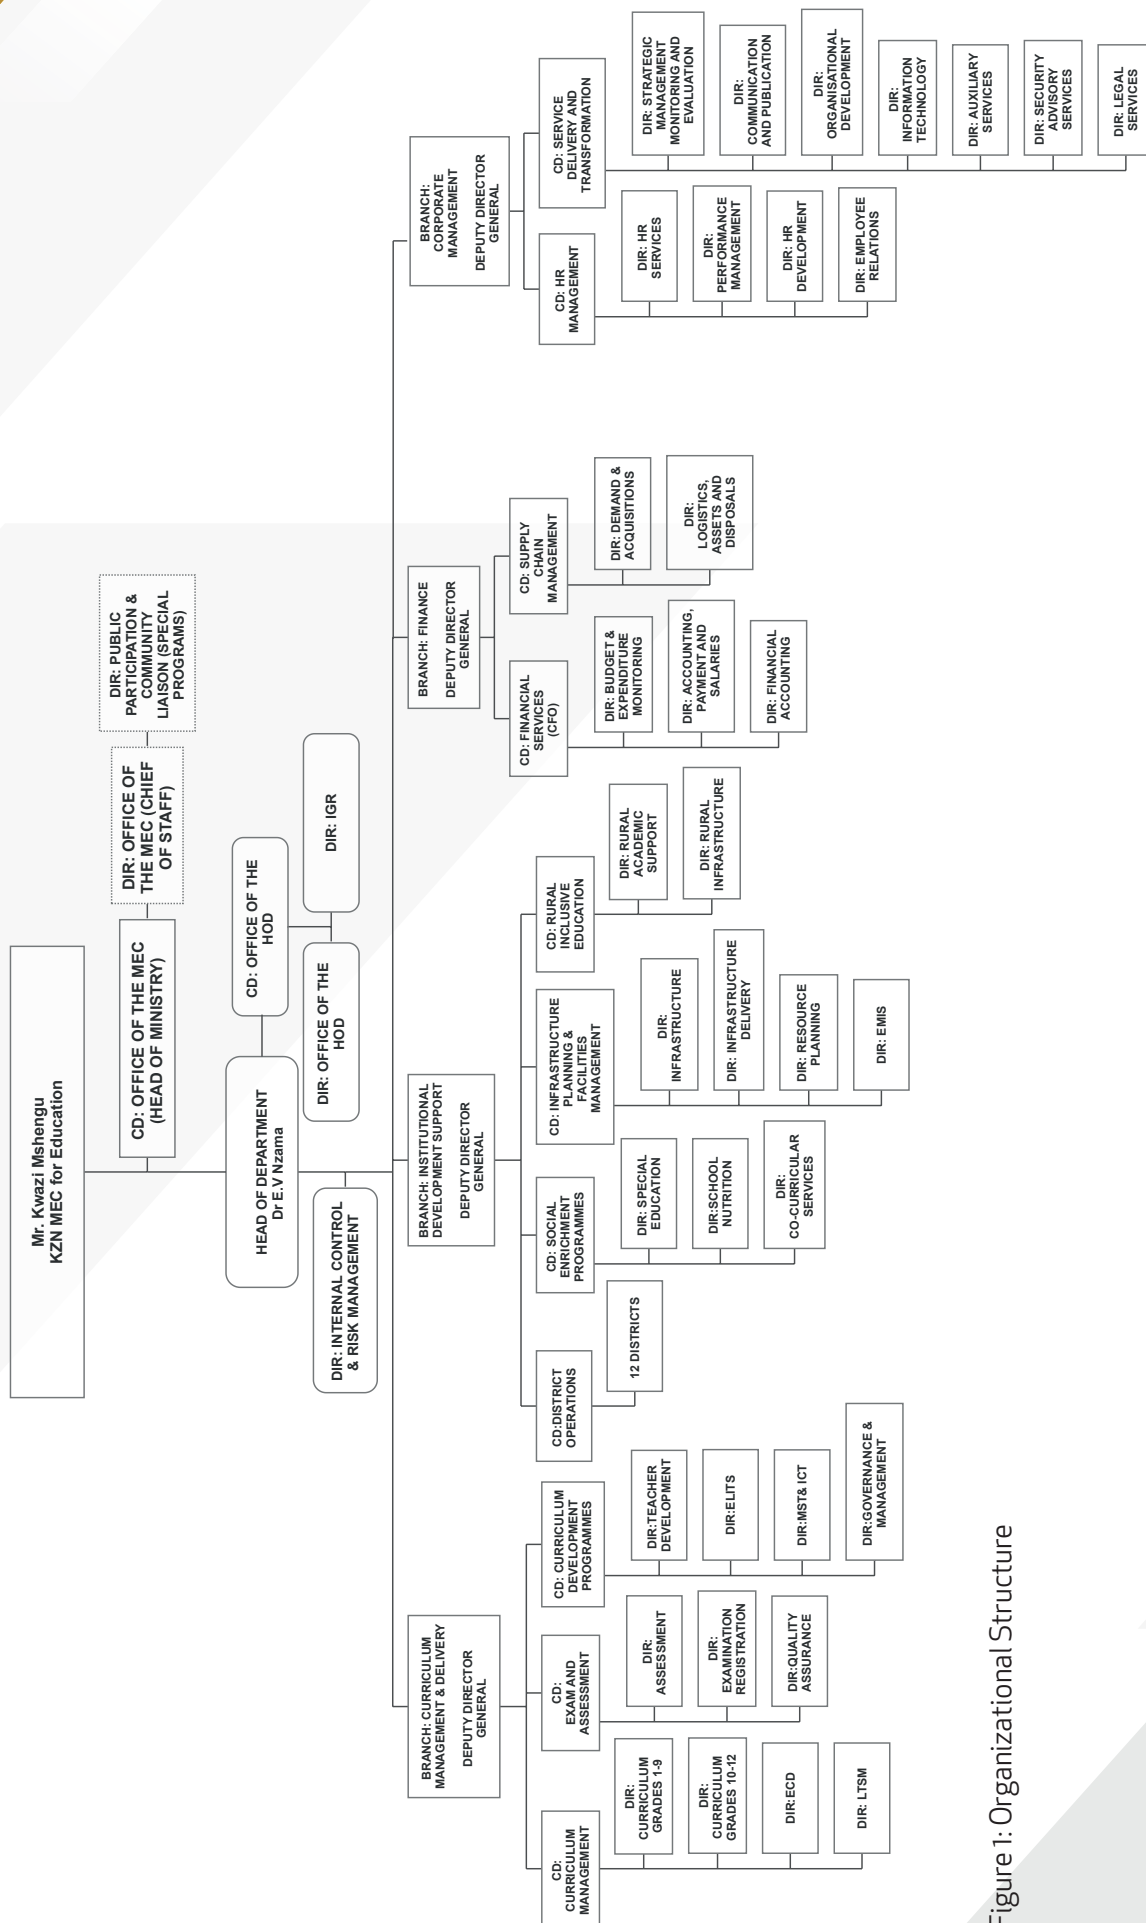 Mr. Kwazi Mshengu
KZN MEC for Education
CD: OFFICE OF THE MEC
(HEAD OF MINISTRY)
DIR: OFFICE OF
THE MEC (CHIEF
OF STAFF)
DIR: PUBLIC
PARTICIPATION &
COMMUNITY
LIAISON (SPECIAL
PROGRAMS)
HEAD OF DEPARTMENT
Dr E.V Nzama
CD: OFFICE OF THE
HOD
DIR: OFFICE OF THE
HOD
DIR: IGR
DIR: INTERNAL CONTROL
& RISK MANAGEMENT
BRANCH: CURRICULUM
MANAGEMENT & DELIVERY
DEPUTY DIRECTOR
GENERAL
CD:
CURRICULUM
MANAGEMENT
DIR:
CURRICULUM
GRADES 1-9
DIR:
CURRICULUM
GRADES 10-12
DIR:ECD
DIR: LTSM
CD:
EXAM AND
ASSESSMENT
DIR:
ASSESSMENT
DIR:
EXAMINATION
REGISTRATION
DIR:QUALITY
ASSURANCE
CD: CURRICULUM
DEVELOPMENT
PROGRAMMES
DIR:TEACHER
DEVELOPMENT
DIR:ELITS
DIR:MST& ICT
DIR:GOVERNANCE &
MANAGEMENT
BRANCH: INSTITUTIONAL
DEVELOPMENT SUPPORT
DEPUTY DIRECTOR
GENERAL
CD:DISTRICT
OPERATIONS
12 DISTRICTS
CD: SOCIAL
ENRICHMENT
PROGRAMMES
DIR: SPECIAL
EDUCATION
DIR:SCHOOL
NUTRITION
DIR:
CO-CURRICULAR
SERVICES
CD: INFRASTRUCTURE
PLANNING &
FACILITIES
MANAGEMENT
DIR:
INFRASTRUCTURE
DIR: INFRASTRUCTURE
DELIVERY
DIR: RESOURCE
PLANNING
DIR: EMIS
CD: RURAL
INCLUSIVE
EDUCATION
DIR: RURAL
ACADEMIC
SUPPORT
DIR: RURAL
INFRASTRUCTURE
BRANCH: FINANCE
DEPUTY DIRECTOR
GENERAL
CD: FINANCIAL
SERVICES
(CFO)
DIR: BUDGET &
EXPENDITURE
MONITORING
DIR: ACCOUNTING,
PAYMENT AND
SALARIES
DIR: FINANCIAL
ACCOUNTING
CD: SUPPLY
CHAIN
MANAGEMENT
DIR: DEMAND &
ACQUISITIONS
DIR:
LOGISTICS,
ASSETS AND
DISPOSALS
BRANCH:
CORPORATE
MANAGEMENT
DEPUTY DIRECTOR
GENERAL
CD: HR
MANAGEMENT
DIR: HR
SERVICES
DIR:
PERFORMANCE
MANAGEMENT
DIR: HR
DEVELOPMENT
DIR: EMPLOYEE
RELATIONS
CD: SERVICE
DELIVERY AND
TRANSFORMATION
DIR: STRATEGIC
MANAGEMENT
MONITORING AND
EVALUATION
DIR:
COMMUNICATION
AND PUBLICATION
DIR:
ORGANISATIONAL
DEVELOPMENT
DIR:
INFORMATION
TECHNOLOGY
DIR: AUXILIARY
SERVICES
DIR: SECURITY
ADVISORY
SERVICES
DIR: LEGAL
SERVICES
Figure 1: Organizational Structure